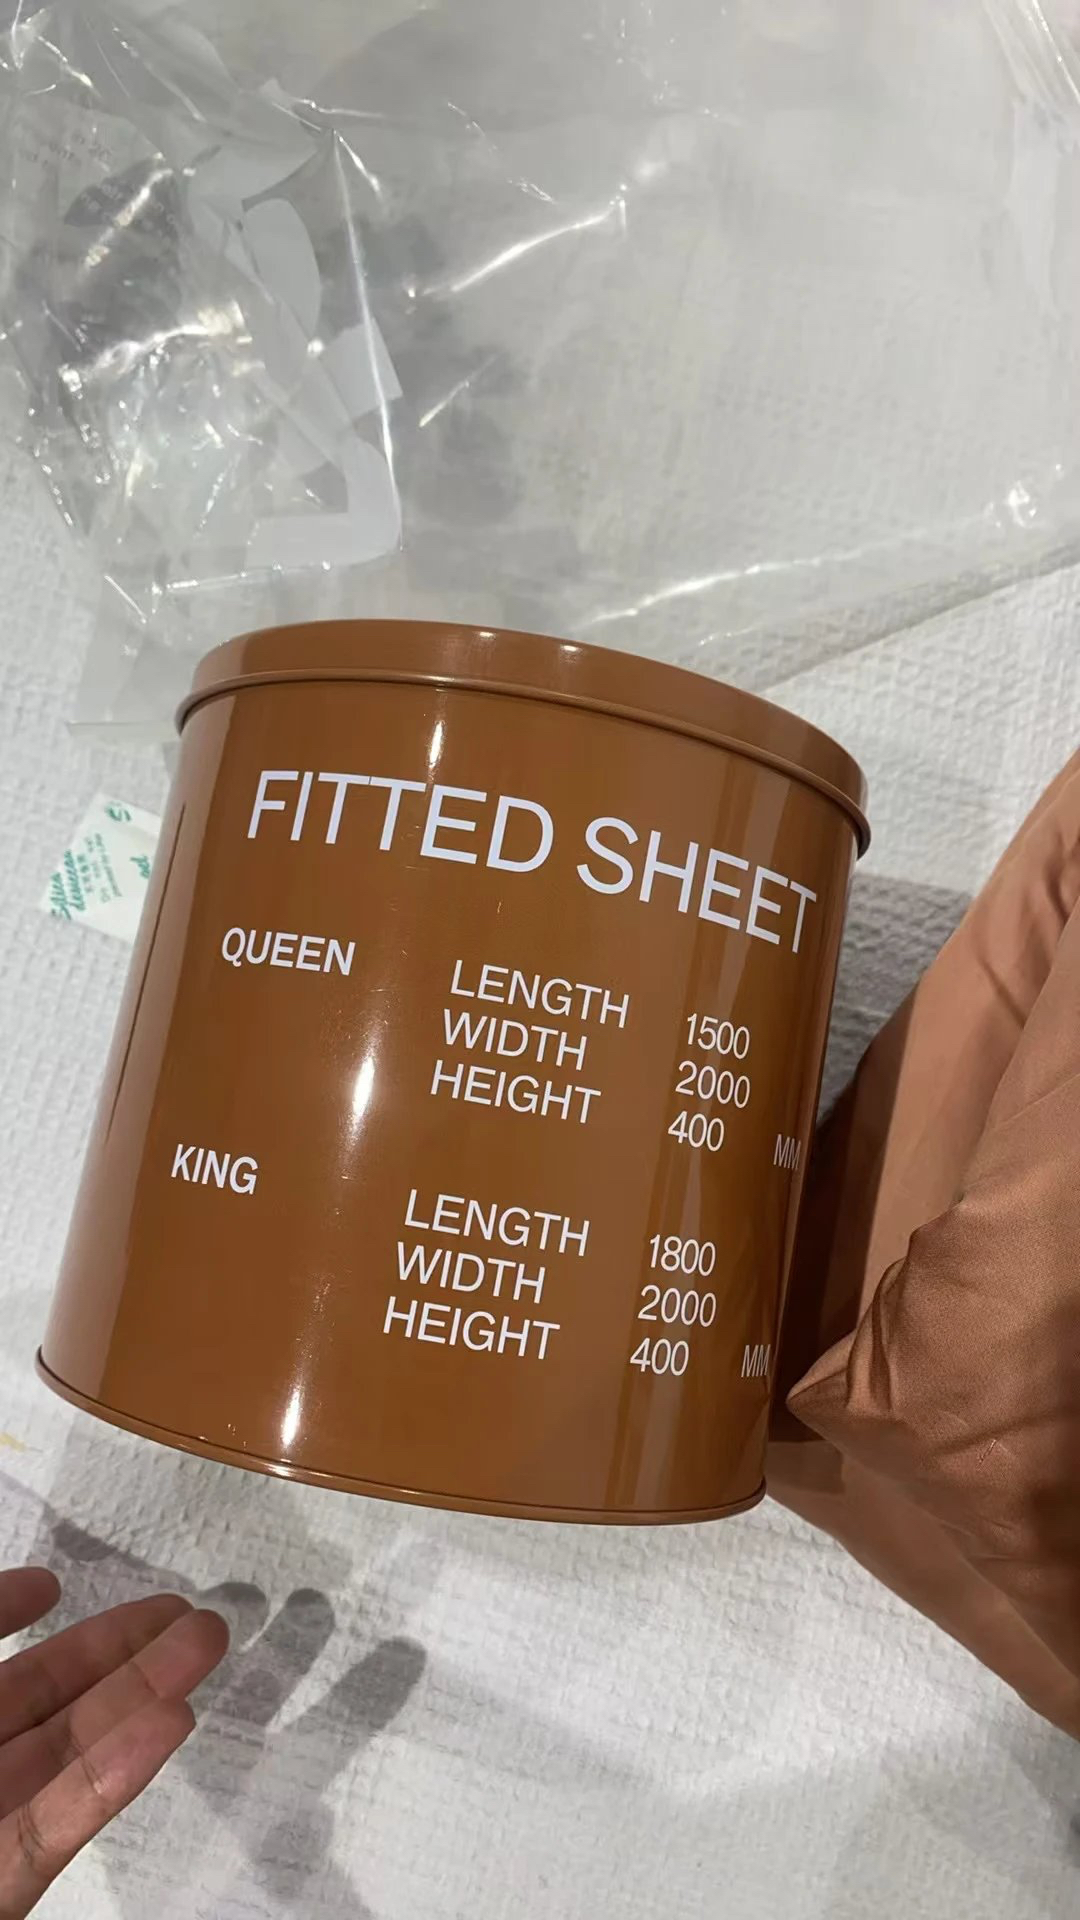 FITTED SHEET
QUEEN
LENGTH 1500
WIDTH 2000
HEIGHT 400 MM
KING
LENGTH 1800
WIDTH 2000
HEIGHT 400 MM